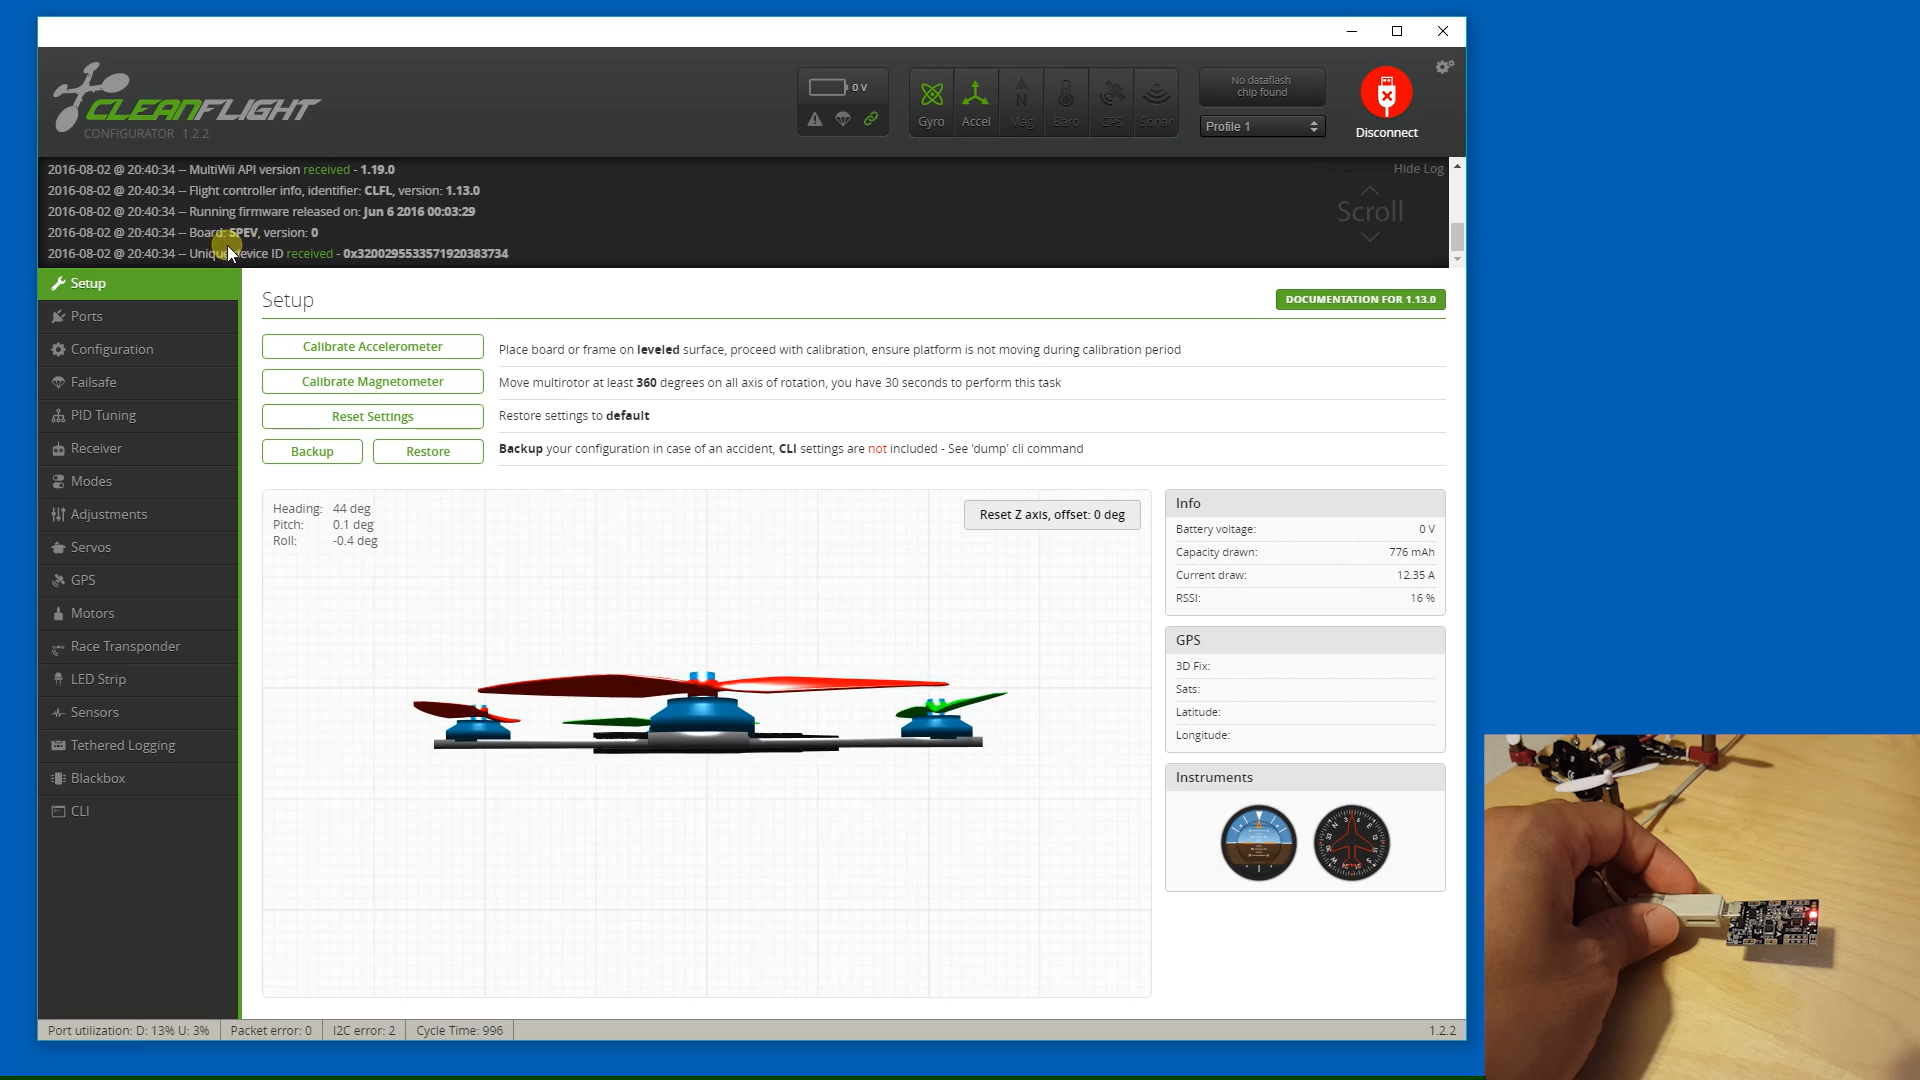 CLEANFLIGHT
CONFIGURATOR 1.2.2
0 V
Gyro
Accel
Mag
Baro
GPS
Sonar
No dataflash
chip found
Profile 1
Disconnect
2016-08-02 @ 20:40:34 -- MultiWii API version received - 1.19.0
2016-08-02 @ 20:40:34 -- Flight controller info, identifier: CLFL, version: 1.13.0
2016-08-02 @ 20:40:34 -- Running firmware released on: Jun 6 2016 00:03:29
2016-08-02 @ 20:40:34 -- Board: SPEV, version: 0
2016-08-02 @ 20:40:34 -- Unique device ID received - 0x3200295533571920383734
Hide Log
Scroll
Setup
Ports
Configuration
Failsafe
PID Tuning
Receiver
Modes
Adjustments
Servos
GPS
Motors
Race Transponder
LED Strip
Sensors
Tethered Logging
Blackbox
CLI
Setup
DOCUMENTATION FOR 1.13.0
Calibrate Accelerometer
Place board or frame on leveled surface, proceed with calibration, ensure platform is not moving during calibration period
Calibrate Magnetometer
Move multirotor at least 360 degrees on all axis of rotation, you have 30 seconds to perform this task
Reset Settings
Restore settings to default
Backup
Restore
Backup your configuration in case of an accident, CLI settings are not included - See 'dump' cli command
Heading: 44 deg
Pitch: 0.1 deg
Roll: -0.4 deg
Reset Z axis, offset: 0 deg
Info
Battery voltage: 0 V
Capacity drawn: 776 mAh
Current draw: 12.35 A
RSSI: 16 %
GPS
3D Fix:
Sats:
Latitude:
Longitude:
Instruments
Port utilization: D: 13% U: 3%
Packet error: 0
I2C error: 2
Cycle Time: 996
1.2.2